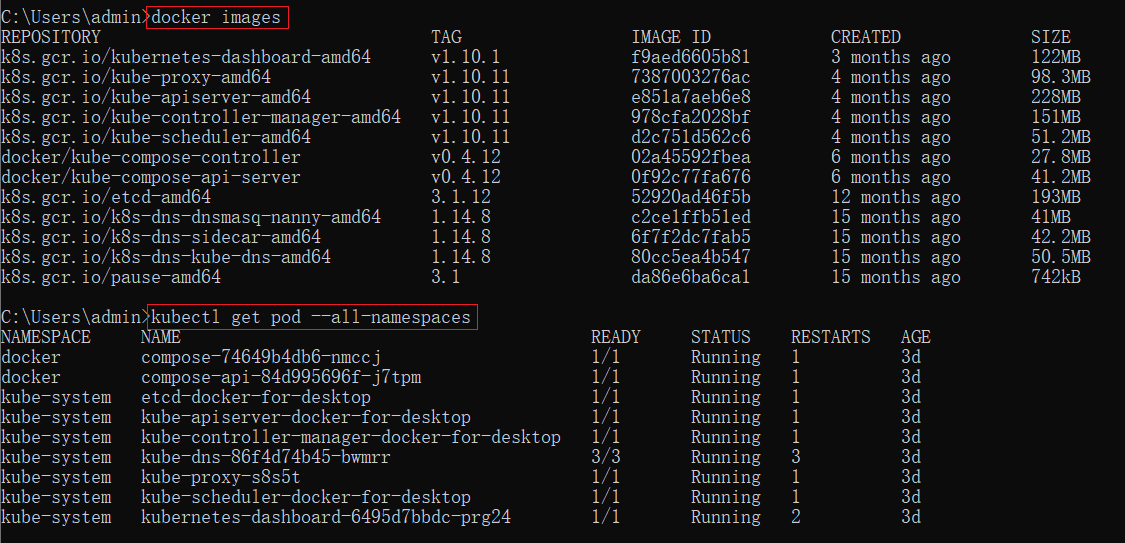 C:\Users\admin>docker images
REPOSITORY TAG IMAGE ID CREATED SIZE
k8s.gcr.io/kubernetes-dashboard-amd64 v1.10.1 f9aed6605b81 3 months ago 122MB
k8s.gcr.io/kube-proxy-amd64 v1.10.11 7387003276ac 4 months ago 98.3MB
k8s.gcr.io/kube-apiserver-amd64 v1.10.11 e851a7aeb6e8 4 months ago 228MB
k8s.gcr.io/kube-controller-manager-amd64 v1.10.11 978cfa2028bf 4 months ago 151MB
k8s.gcr.io/kube-scheduler-amd64 v1.10.11 d2c751d562c6 4 months ago 51.2MB
docker/kube-compose-controller v0.4.12 02a45592fbea 6 months ago 27.8MB
docker/kube-compose-api-server v0.4.12 0f92c77fa676 6 months ago 41.2MB
k8s.gcr.io/etcd-amd64 3.1.12 52920ad46f5b 12 months ago 193MB
k8s.gcr.io/k8s-dns-dnsmasq-nanny-amd64 1.14.8 c2ce1ffb51ed 15 months ago 41MB
k8s.gcr.io/k8s-dns-sidecar-amd64 1.14.8 6f7f2dc7fab5 15 months ago 42.2MB
k8s.gcr.io/k8s-dns-kube-dns-amd64 1.14.8 80cc5ea4b547 15 months ago 50.5MB
k8s.gcr.io/pause-amd64 3.1 da86e6ba6ca1 15 months ago 742kB
C:\Users\admin>kubectl get pod --all-namespaces
NAMESPACE NAME READY STATUS RESTARTS AGE
docker compose-74649b4db6-nmccj 1/1 Running 1 3d
docker compose-api-84d995696f-j7tpm 1/1 Running 1 3d
kube-system etcd-docker-for-desktop 1/1 Running 1 3d
kube-system kube-apiserver-docker-for-desktop 1/1 Running 1 3d
kube-system kube-controller-manager-docker-for-desktop 1/1 Running 1 3d
kube-system kube-dns-86f4d74b45-bwmrr 3/3 Running 3 3d
kube-system kube-proxy-s8s5t 1/1 Running 1 3d
kube-system kube-scheduler-docker-for-desktop 1/1 Running 1 3d
kube-system kubernetes-dashboard-6495d7bbdc-prg24 1/1 Running 2 3d